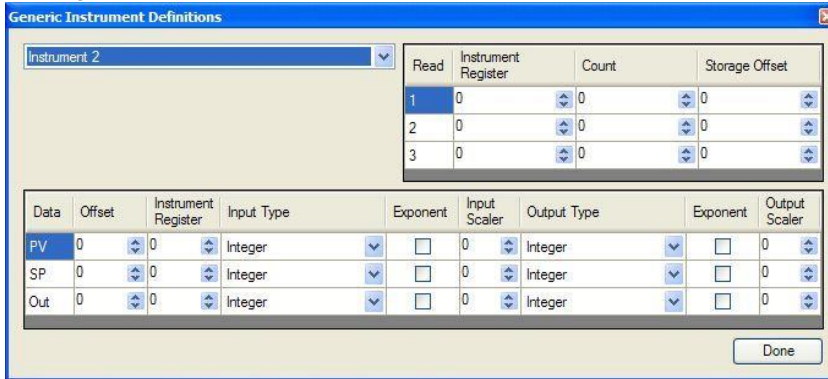 Generic Instrument Definitions
Instrument 2
Read Instrument Register Count Storage Offset
1 0 0 0
2 0 0 0
3 0 0 0
Data Offset Instrument Register Input Type Exponent Input Scaler Output Type Exponent Output Scaler
PV 0 0 Integer 0 Integer 0
SP 0 0 Integer 0 Integer 0
Out 0 0 Integer 0 Integer 0
Done